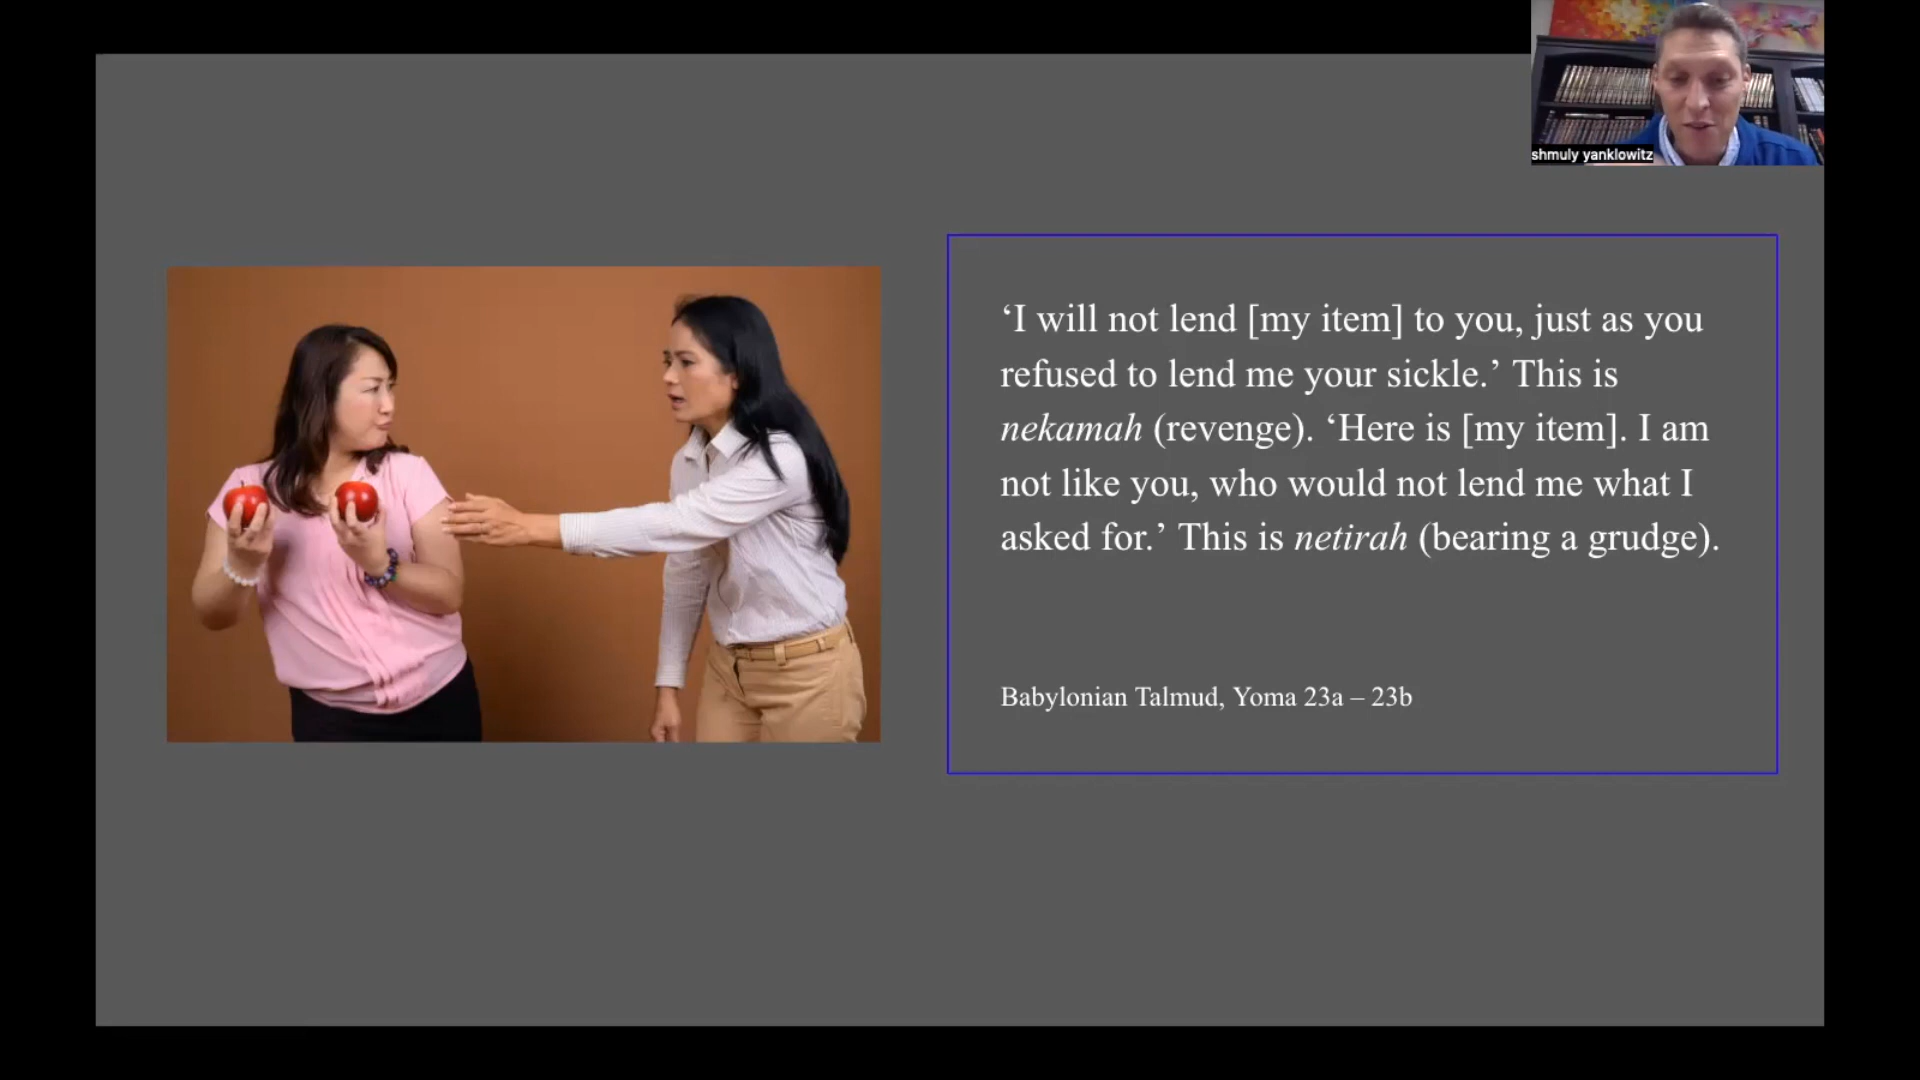 shmuly yanklowitz
‘I will not lend [my item] to you, just as you
refused to lend me your sickle.’ This is
nekamah (revenge). ‘Here is [my item]. I am
not like you, who would not lend me what I
asked for.’ This is netirah (bearing a grudge).
Babylonian Talmud, Yoma 23a – 23b